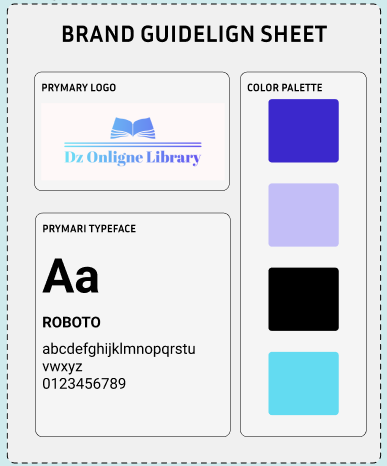 BRAND GUIDELIGN SHEET
PRYMARY LOGO
Dz Onligne Library
PRYMARI TYPEFACE
Aa
ROBOTO
abcdefghijklmnopqrstu
vwxyz
0123456789
COLOR PALETTE